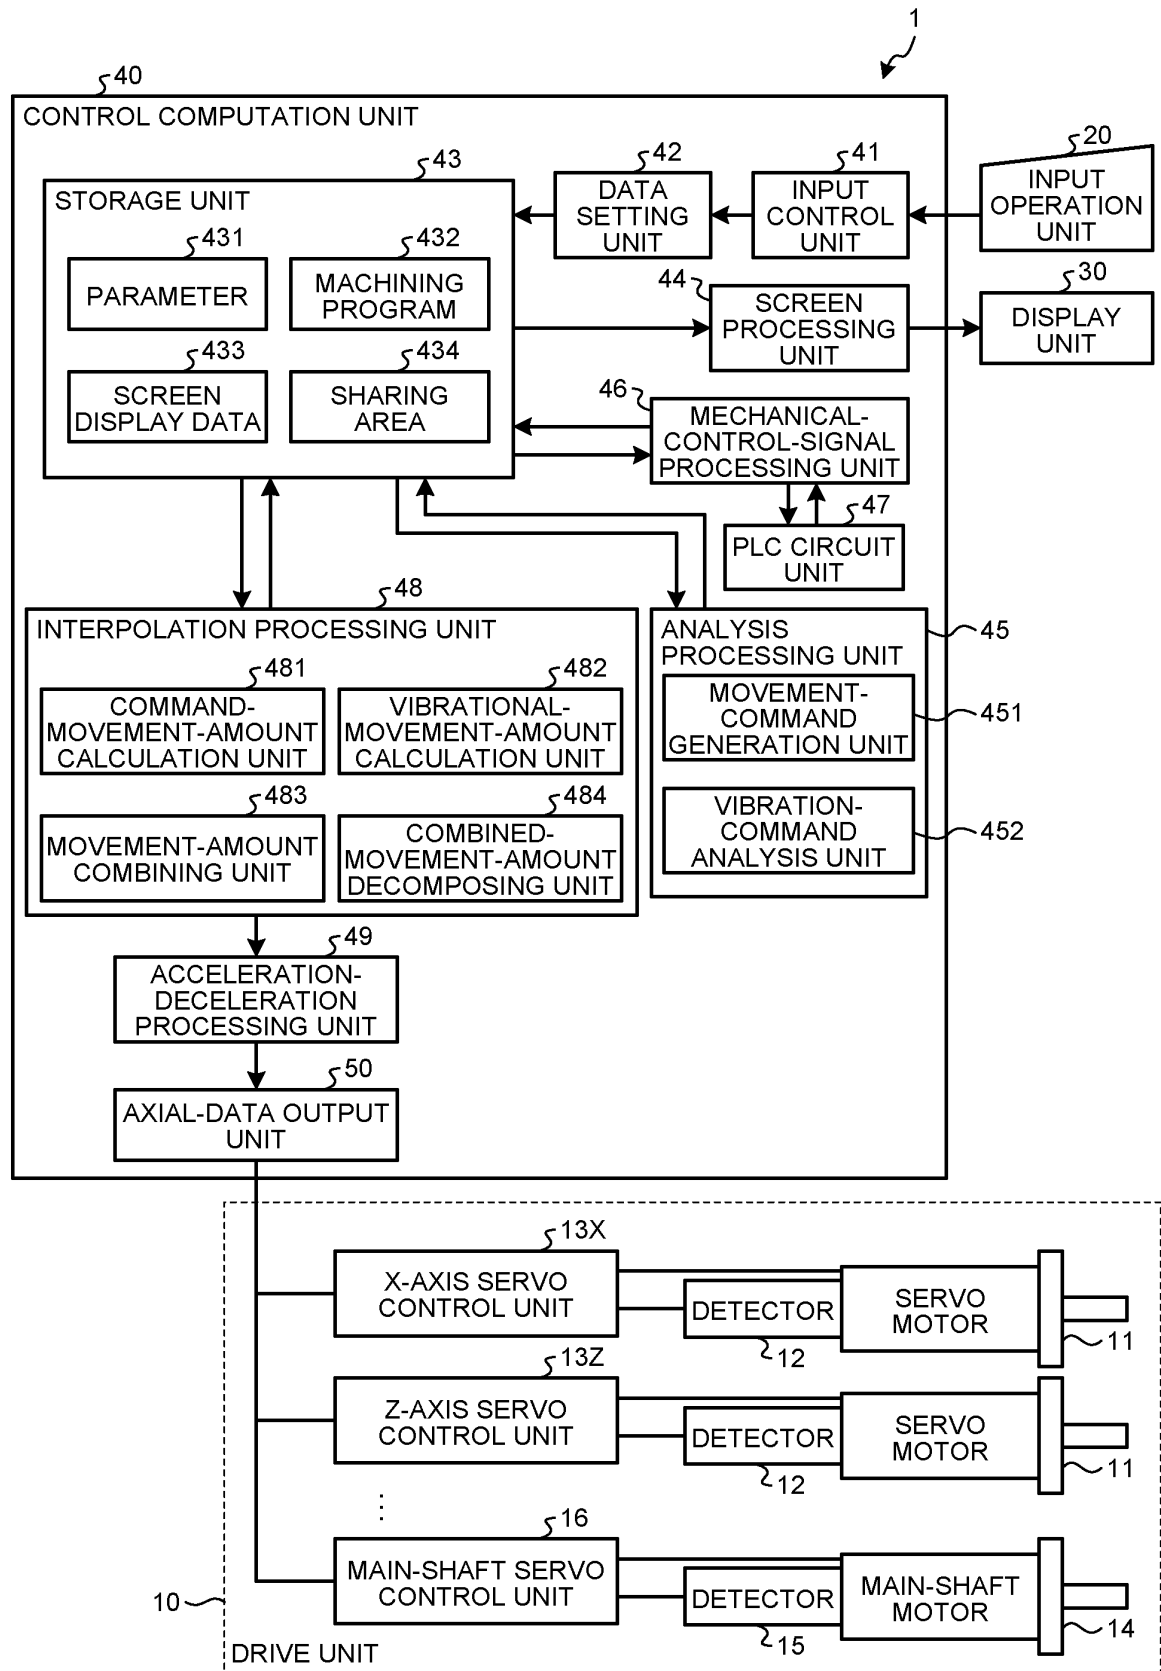 1
40
CONTROL COMPUTATION UNIT
43
STORAGE UNIT
431
PARAMETER
432
MACHINING
PROGRAM
433
SCREEN
DISPLAY DATA
434
SHARING
AREA
42
DATA
SETTING
UNIT
41
INPUT
CONTROL
UNIT
20
INPUT
OPERATION
UNIT
44
SCREEN
PROCESSING
UNIT
30
DISPLAY
UNIT
46
MECHANICAL-
CONTROL-SIGNAL
PROCESSING UNIT
47
PLC CIRCUIT
UNIT
48
INTERPOLATION PROCESSING UNIT
481
COMMAND-
MOVEMENT-AMOUNT
CALCULATION UNIT
482
VIBRATIONAL-
MOVEMENT-AMOUNT
CALCULATION UNIT
483
MOVEMENT-AMOUNT
COMBINING UNIT
484
COMBINED-
MOVEMENT-AMOUNT
DECOMPOSING UNIT
45
ANALYSIS
PROCESSING UNIT
MOVEMENT-
COMMAND
GENERATION UNIT
451
VIBRATION-
COMMAND
ANALYSIS UNIT
452
49
ACCELERATION-
DECELERATION
PROCESSING UNIT
50
AXIAL-DATA OUTPUT
UNIT
13X
X-AXIS SERVO
CONTROL UNIT
DETECTOR
12
SERVO
MOTOR
11
13Z
Z-AXIS SERVO
CONTROL UNIT
DETECTOR
12
SERVO
MOTOR
11
⋮
16
MAIN-SHAFT SERVO
CONTROL UNIT
DETECTOR
15
MAIN-SHAFT
MOTOR
14
10
DRIVE UNIT